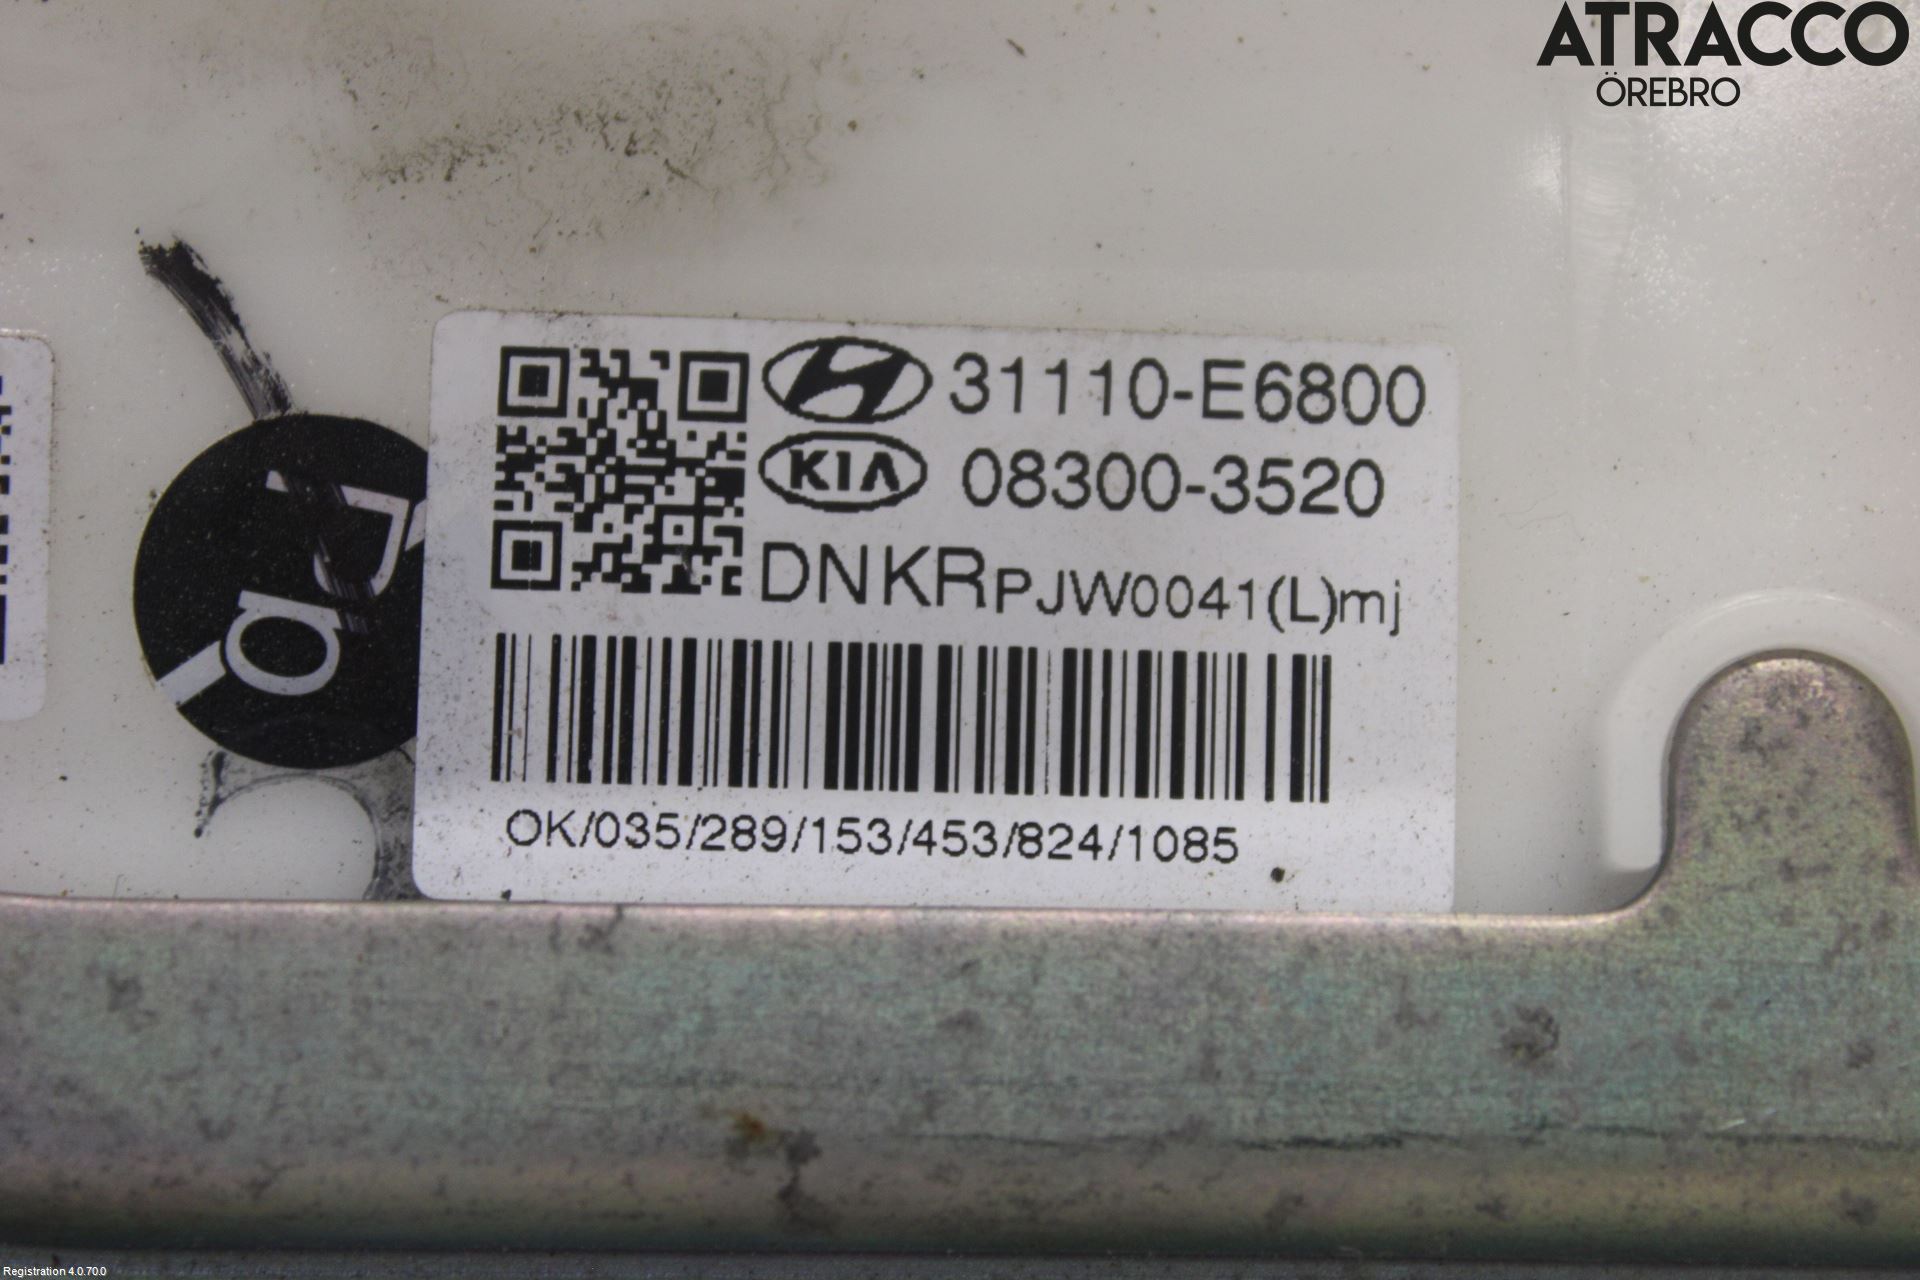 ATRACCO
ÖREBRO
31110-E6800
KIA 08300-3520
DNKRPJW0041(L)mj
OK/035/289/153/453/824/1085
Registration 4.0.70.0